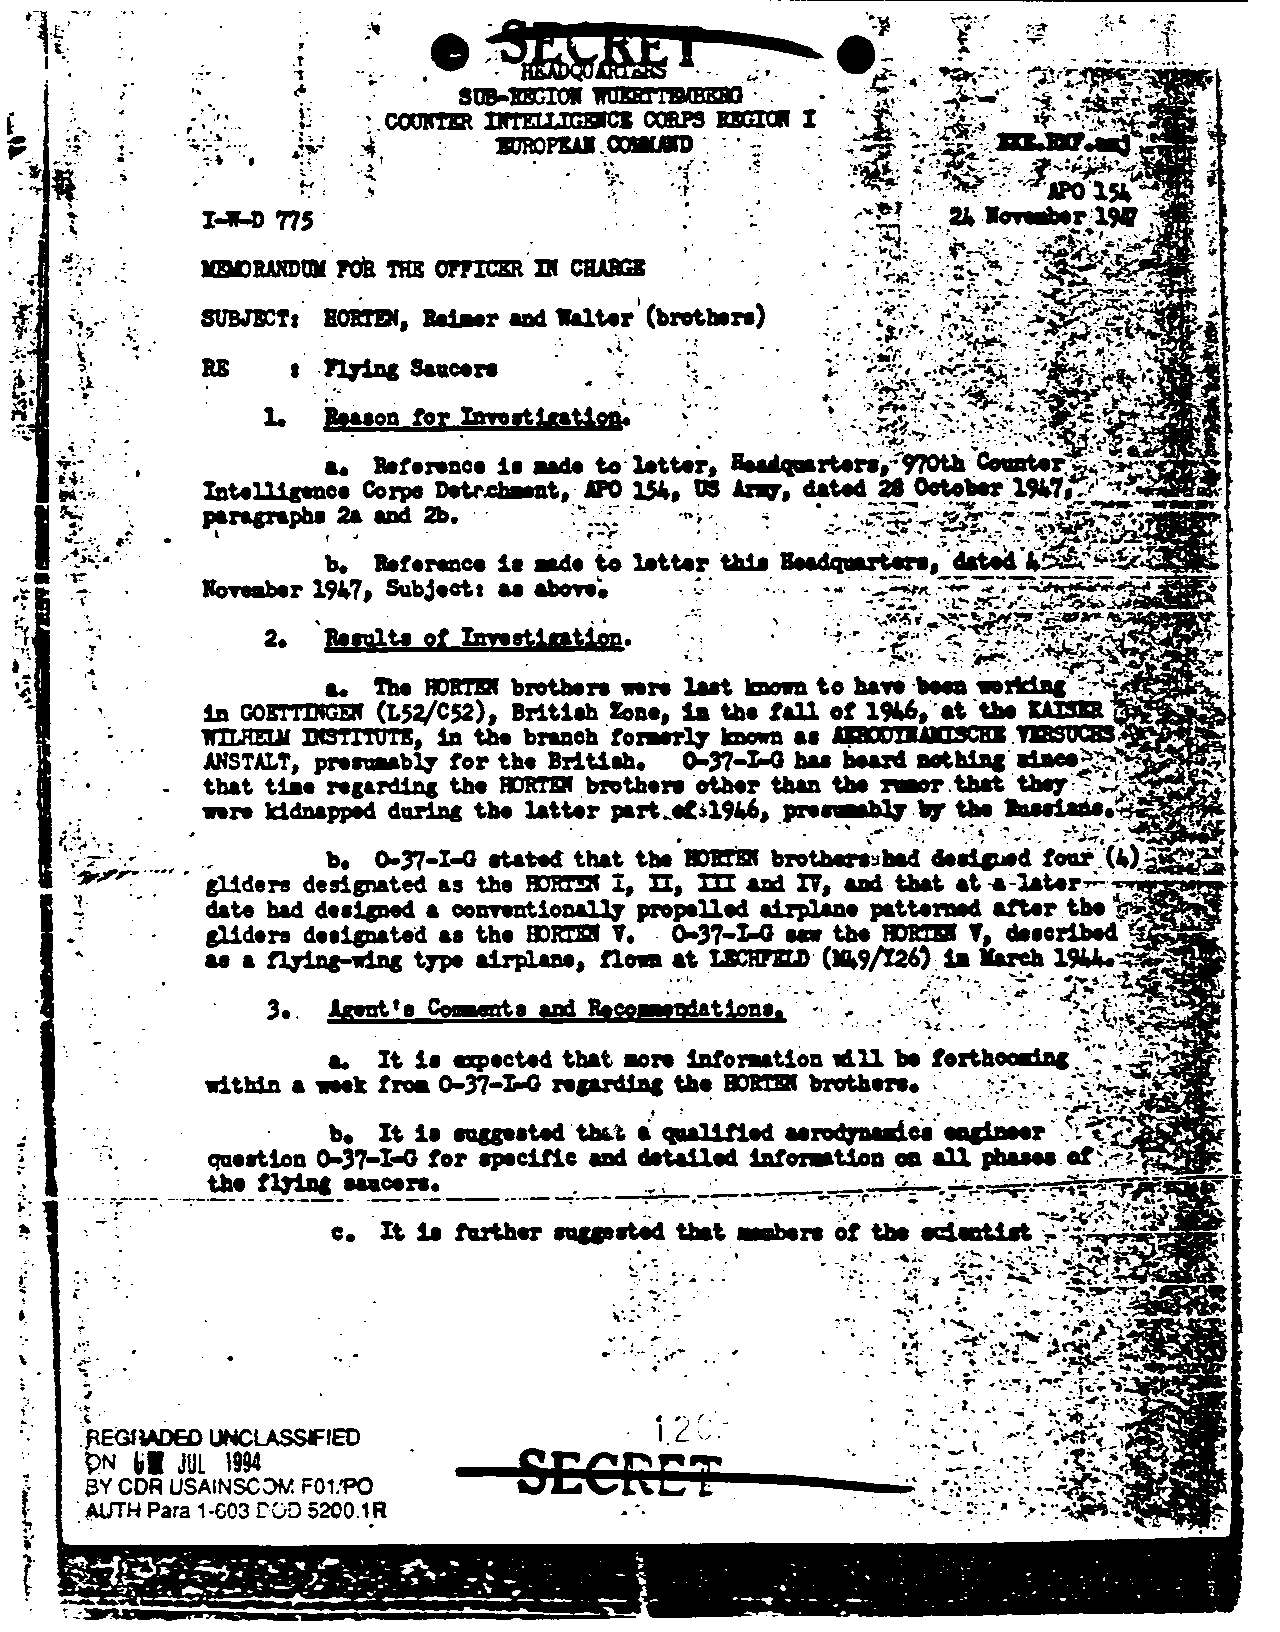 SECRET
HEADQUARTERS
SUB-REGION WUERTTEMBERG
COUNTER INTELLIGENCE CORPS REGION I
EUROPEAN COMMAND
APO 154
I-W-D 775
24 November 1947
MEMORANDUM FOR THE OFFICER IN CHARGE
SUBJECT: HORTEN, Reimer and Walter (brothers)
RE : Flying Saucers
1. Reason for Investigation.
a. Reference is made to letter, Headquarters, 970th Counter
Intelligence Corps Detachment, APO 154, US Army, dated 28 October 1947,
paragraphs 2a and 2b.
b. Reference is made to letter this Headquarters, dated 4
November 1947, Subject: as above.
2. Results of Investigation.
a. The HORTEN brothers were last known to have been working
in GOETTINGEN (L52/C52), British Zone, in the fall of 1946, at the KAISER
WILHELM INSTITUTE, in the branch formerly known as AERODYNAMISCHE VERSUCHS
ANSTALT, presumably for the British. O-37-I-G has heard nothing since
that time regarding the HORTEN brothers other than the rumor that they
were kidnapped during the latter part of 1946, presumably by the Russians.
b. O-37-I-G stated that the HORTEN brothers had designed four (4)
gliders designated as the HORTEN I, II, III and IV, and that at a later
date had designed a conventionally propelled airplane patterned after the
gliders designated as the HORTEN V. O-37-I-G saw the HORTEN V, described
as a flying-wing type airplane, flown at LECHFELD (M49/Y26) in March 1944.
3. Agent's Comments and Recommendations.
a. It is expected that more information will be forthcoming
within a week from O-37-I-G regarding the HORTEN brothers.
b. It is suggested that a qualified aerodynamics engineer
question O-37-I-G for specific and detailed information on all phases of
the flying saucers.
c. It is further suggested that members of the scientist
120
REGRADED UNCLASSIFIED
ON JUL 1994
BY CDR USAINSCOM F01/PO
AUTH Para 1-603 DOD 5200.1R
SECRET